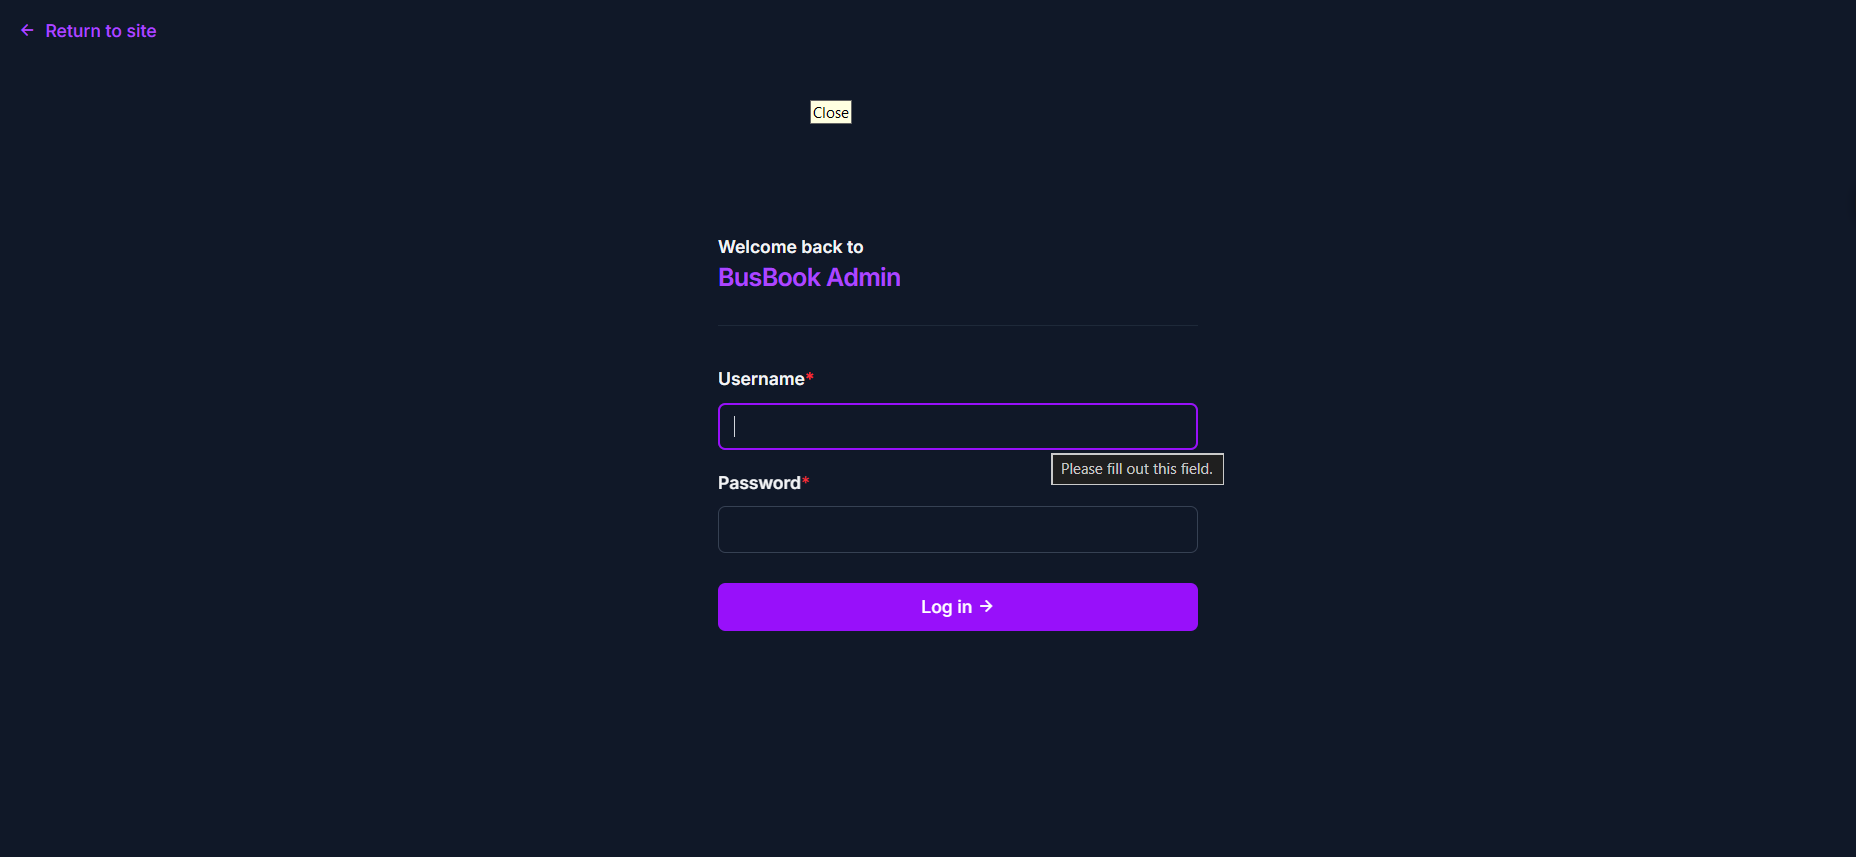 ← Return to site
Close
Welcome back to
BusBook Admin
Username*
Please fill out this field.
Password*
Log in →